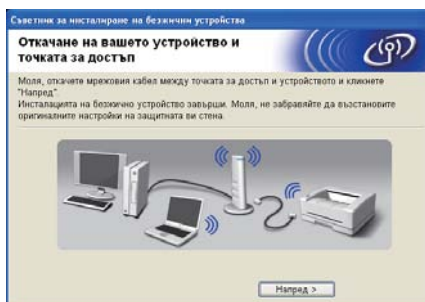 Съветник за инсталиране на безжични устройства
Откачане на вашето устройство и
точката за достъп
Моля, откачете мрежовия кабел между точката за достъп и устройството и кликнете
"Напред".
Инсталацията на безжично устройство завърши. Моля, не забравяйте да възстановите
оригиналните настройки на защитната ви стена.
Напред >